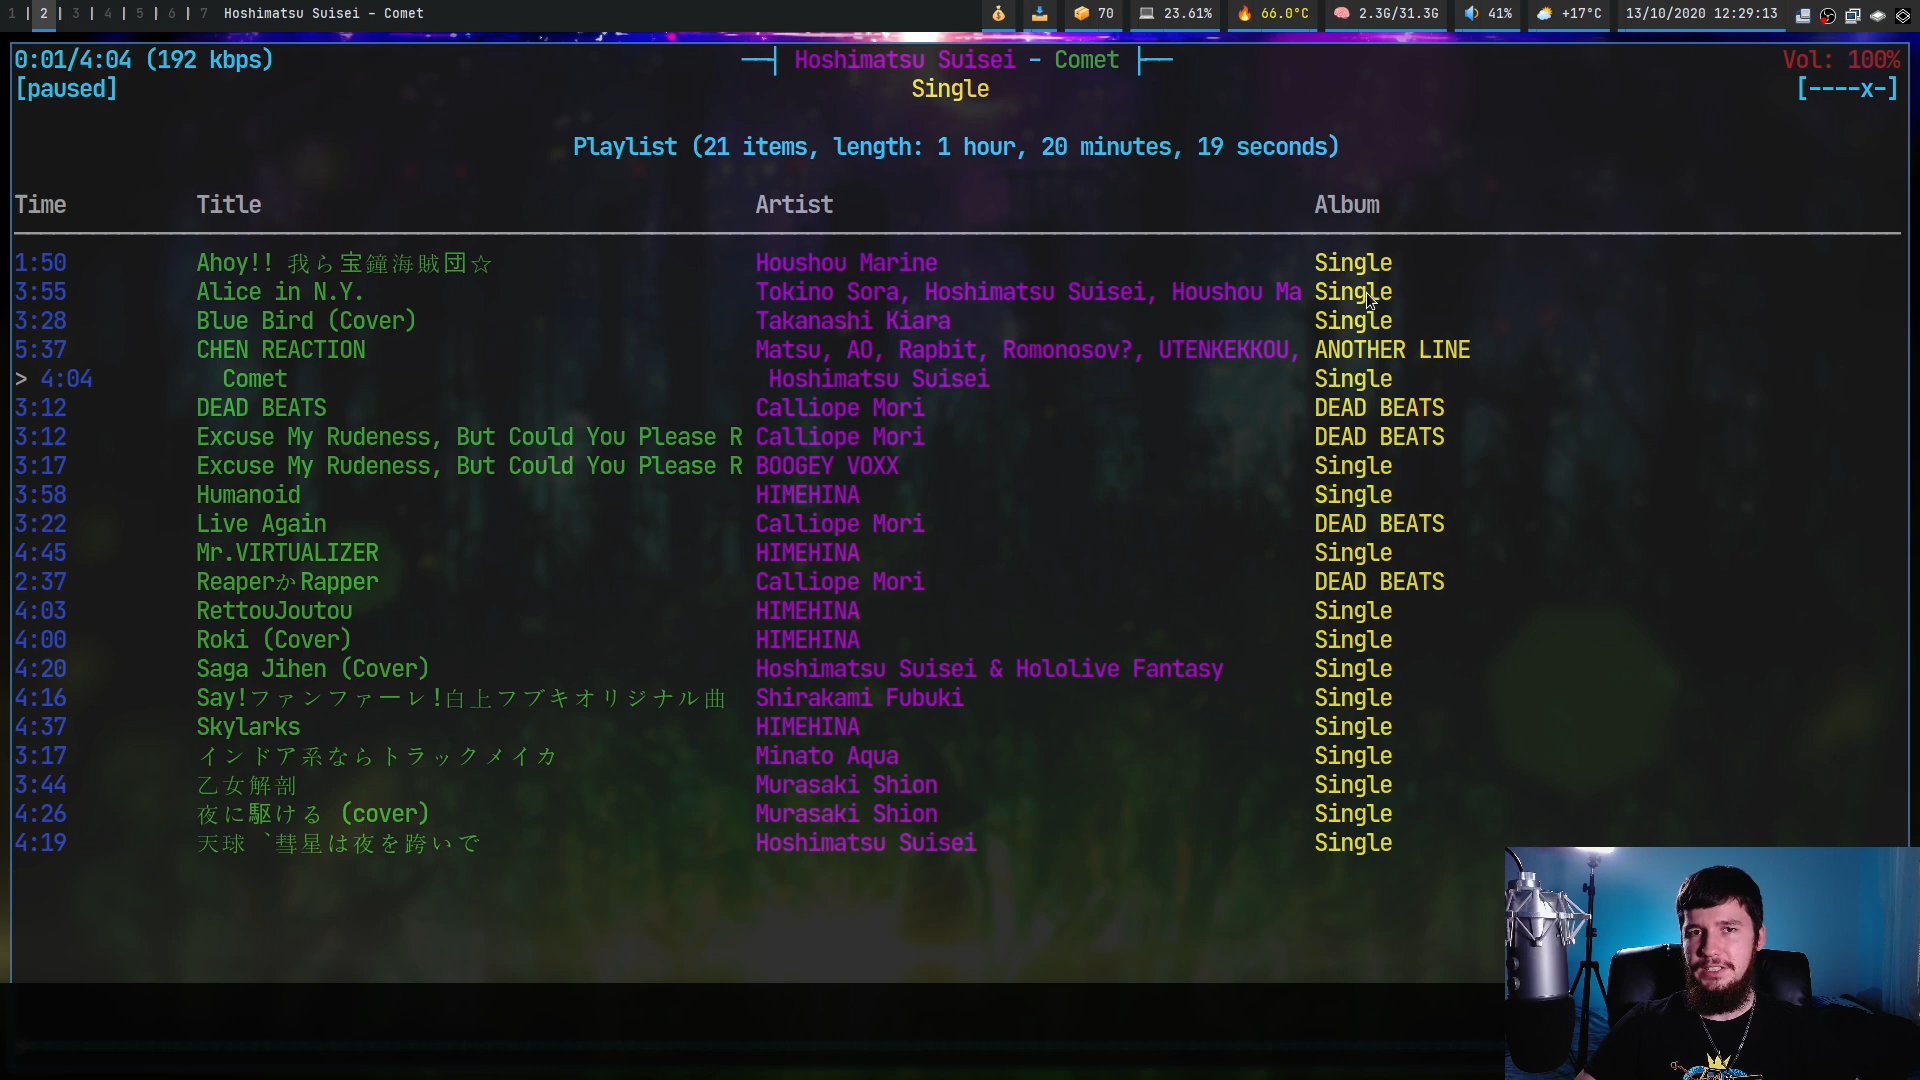 1 | 2 | 3 | 4 | 5 | 6 | 7 Hoshimatsu Suisei - Comet 70 23.61% 66.0°C 2.3G/31.3G 41% +17°C 13/10/2020 12:29:13
0:01/4:04 (192 kbps) Hoshimatsu Suisei - Comet Vol: 100%
[paused] Single [----x-]
Playlist (21 items, length: 1 hour, 20 minutes, 19 seconds)
Time Title Artist Album
1:50 Ahoy!! 我ら宝鐘海賊団☆ Houshou Marine Single
3:55 Alice in N.Y. Tokino Sora, Hoshimatsu Suisei, Houshou Ma Single
3:28 Blue Bird (Cover) Takanashi Kiara Single
5:37 CHEN REACTION Matsu, AO, Rapbit, Romonosov?, UTENKEKKOU, ANOTHER LINE
> 4:04 Comet Hoshimatsu Suisei Single
3:12 DEAD BEATS Calliope Mori DEAD BEATS
3:12 Excuse My Rudeness, But Could You Please R Calliope Mori DEAD BEATS
3:17 Excuse My Rudeness, But Could You Please R BOOGEY VOXX Single
3:58 Humanoid HIMEHINA Single
3:22 Live Again Calliope Mori DEAD BEATS
4:45 Mr.VIRTUALIZER HIMEHINA Single
2:37 ReaperかRapper Calliope Mori DEAD BEATS
4:03 RettouJoutou HIMEHINA Single
4:00 Roki (Cover) HIMEHINA Single
4:20 Saga Jihen (Cover) Hoshimatsu Suisei & Hololive Fantasy Single
4:16 Say!ファンファーレ!白上フブキオリジナル曲 Shirakami Fubuki Single
4:37 Skylarks HIMEHINA Single
3:17 インドア系ならトラックメイカ Minato Aqua Single
3:44 乙女解剖 Murasaki Shion Single
4:26 夜に駆ける (cover) Murasaki Shion Single
4:19 天球、彗星は夜を跨いで Hoshimatsu Suisei Single